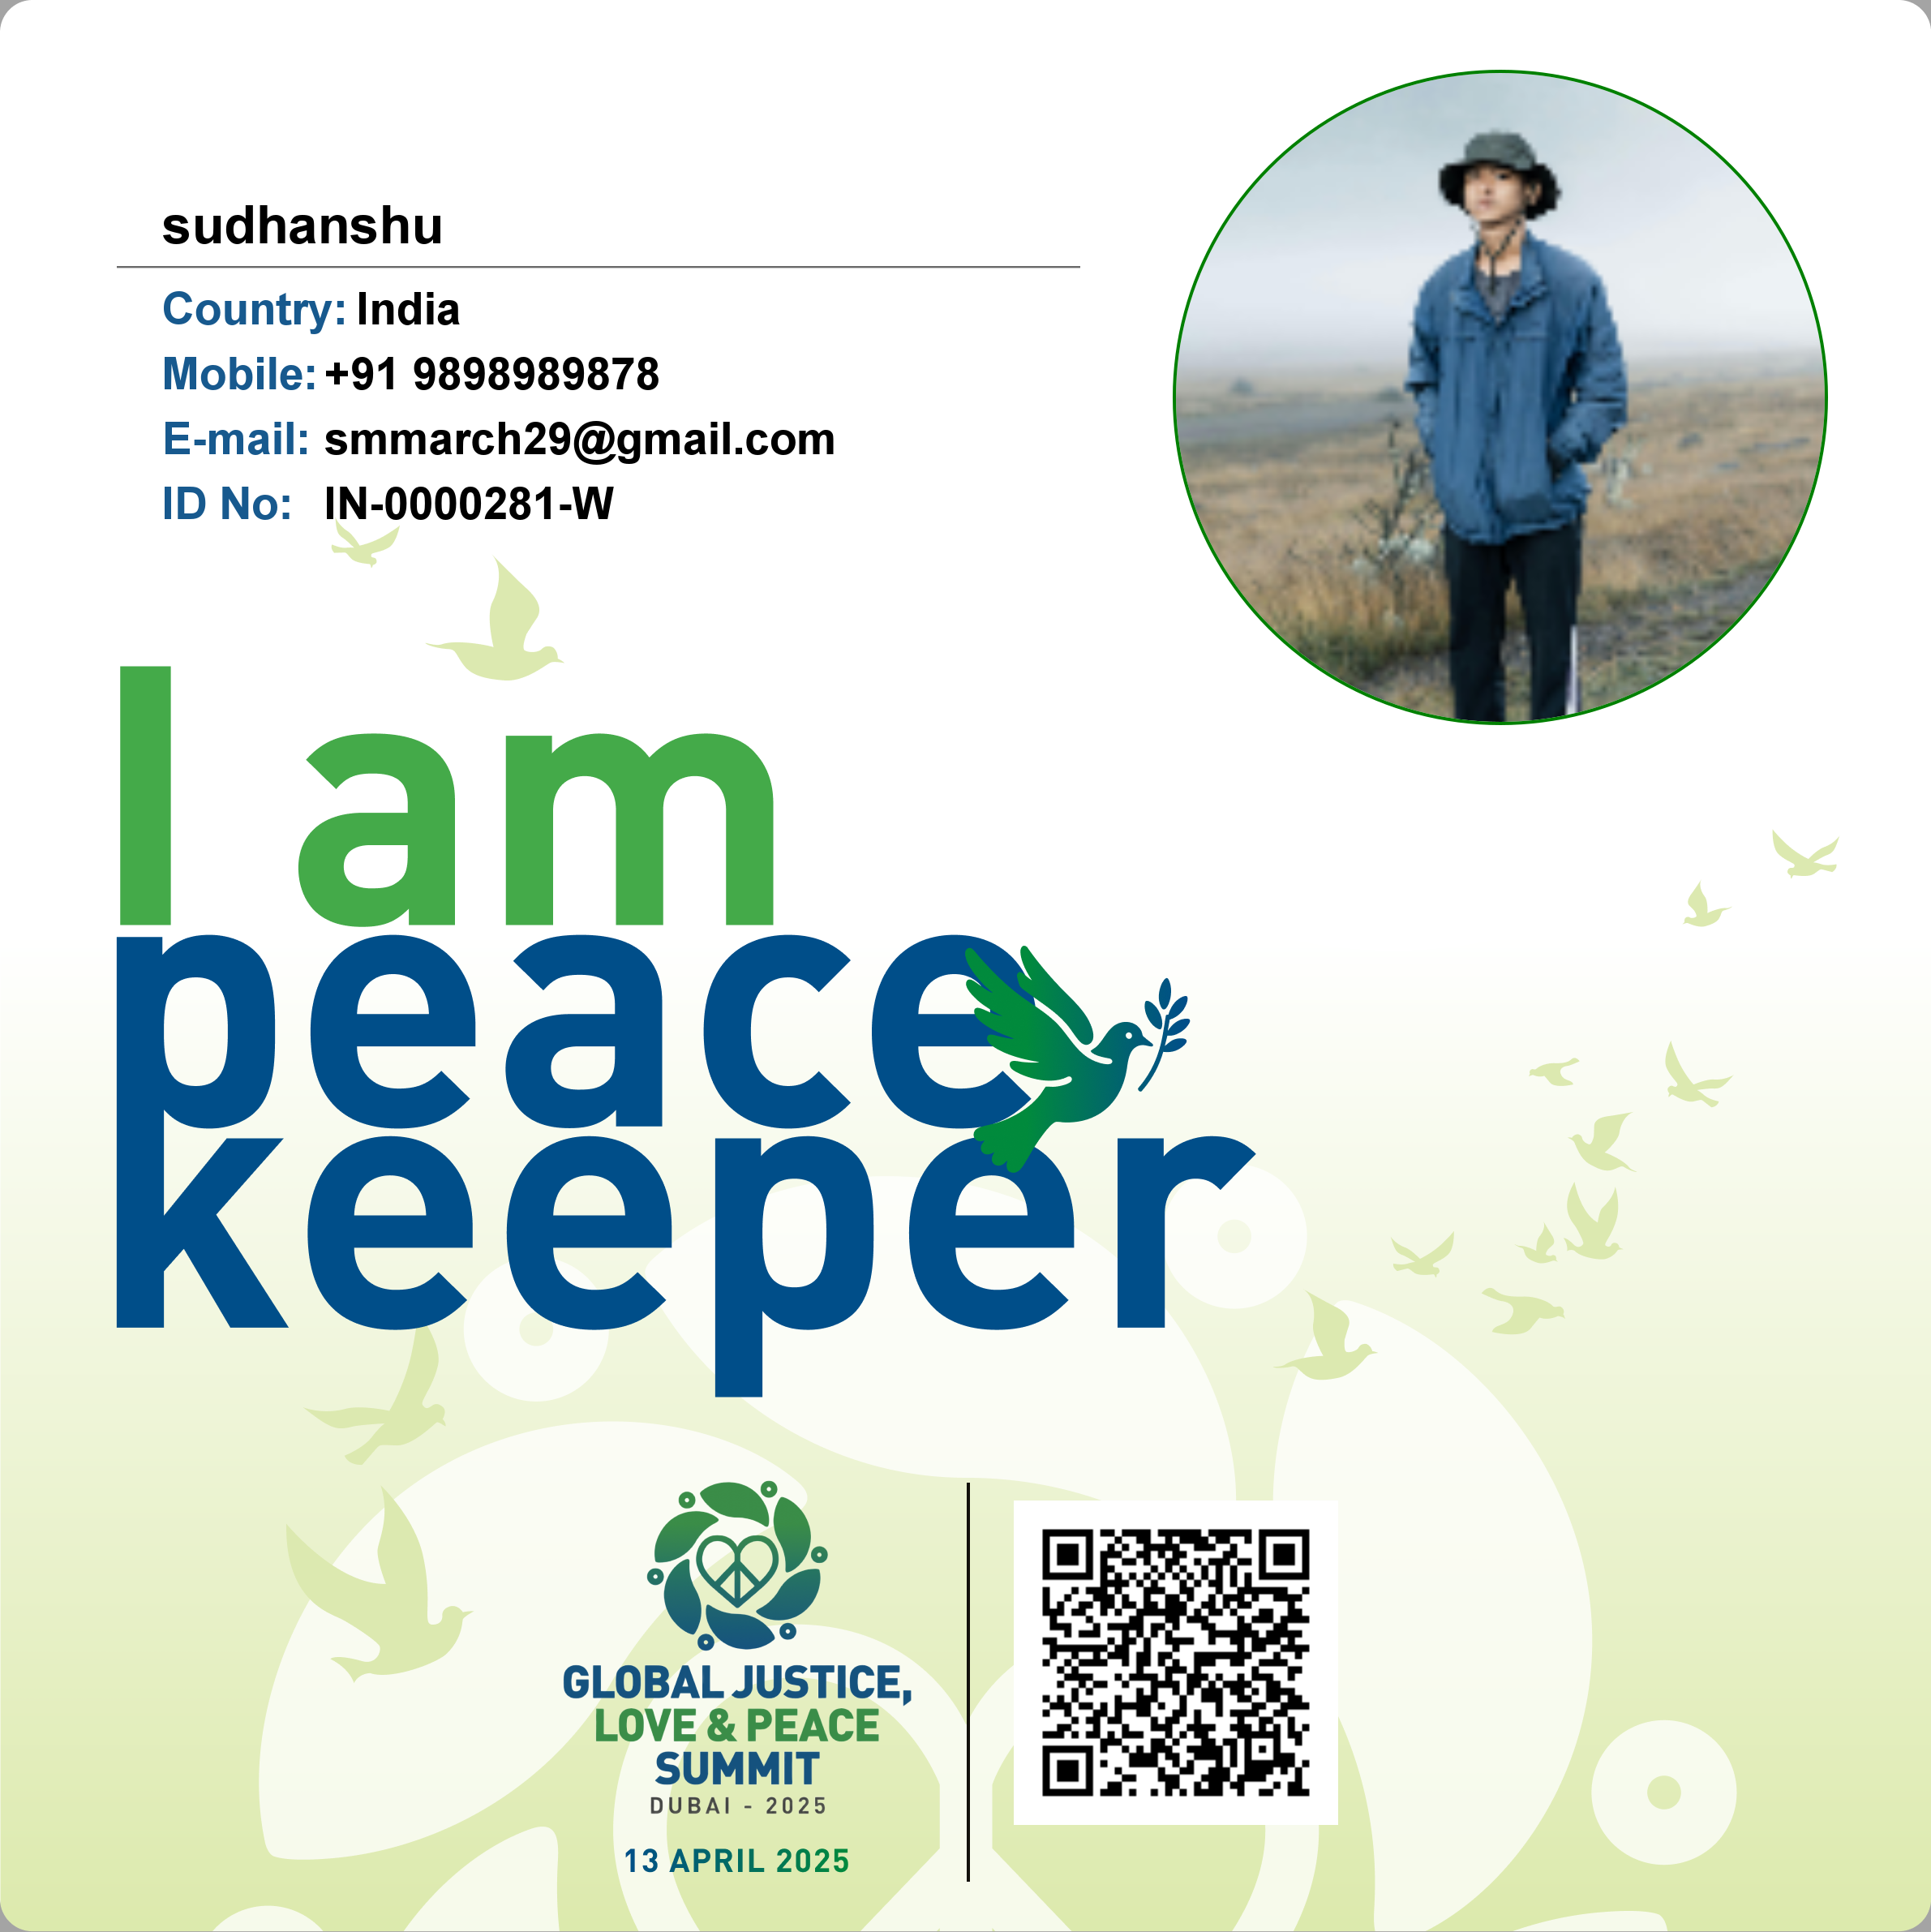 sudhanshu
Country: India
Mobile: +91 9898989878
E-mail: smmarch29@gmail.com
ID No: IN-0000281-W
I am
peace
keeper
GLOBAL JUSTICE,
LOVE & PEACE
SUMMIT
DUBAI - 2025
13 APRIL 2025